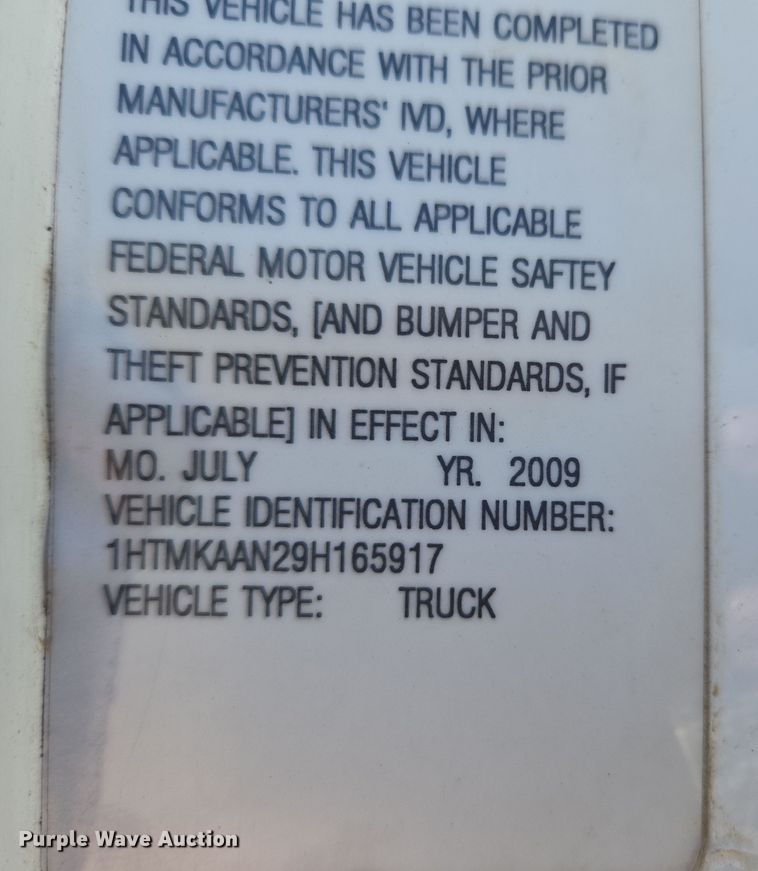 THIS VEHICLE HAS BEEN COMPLETED
IN ACCORDANCE WITH THE PRIOR
MANUFACTURERS' IVD, WHERE
APPLICABLE. THIS VEHICLE
CONFORMS TO ALL APPLICABLE
FEDERAL MOTOR VEHICLE SAFTEY
STANDARDS, [AND BUMPER AND
THEFT PREVENTION STANDARDS, IF
APPLICABLE] IN EFFECT IN:
MO. JULY YR. 2009
VEHICLE IDENTIFICATION NUMBER:
1HTMKAAN29H165917
VEHICLE TYPE: TRUCK
Purple Wave Auction